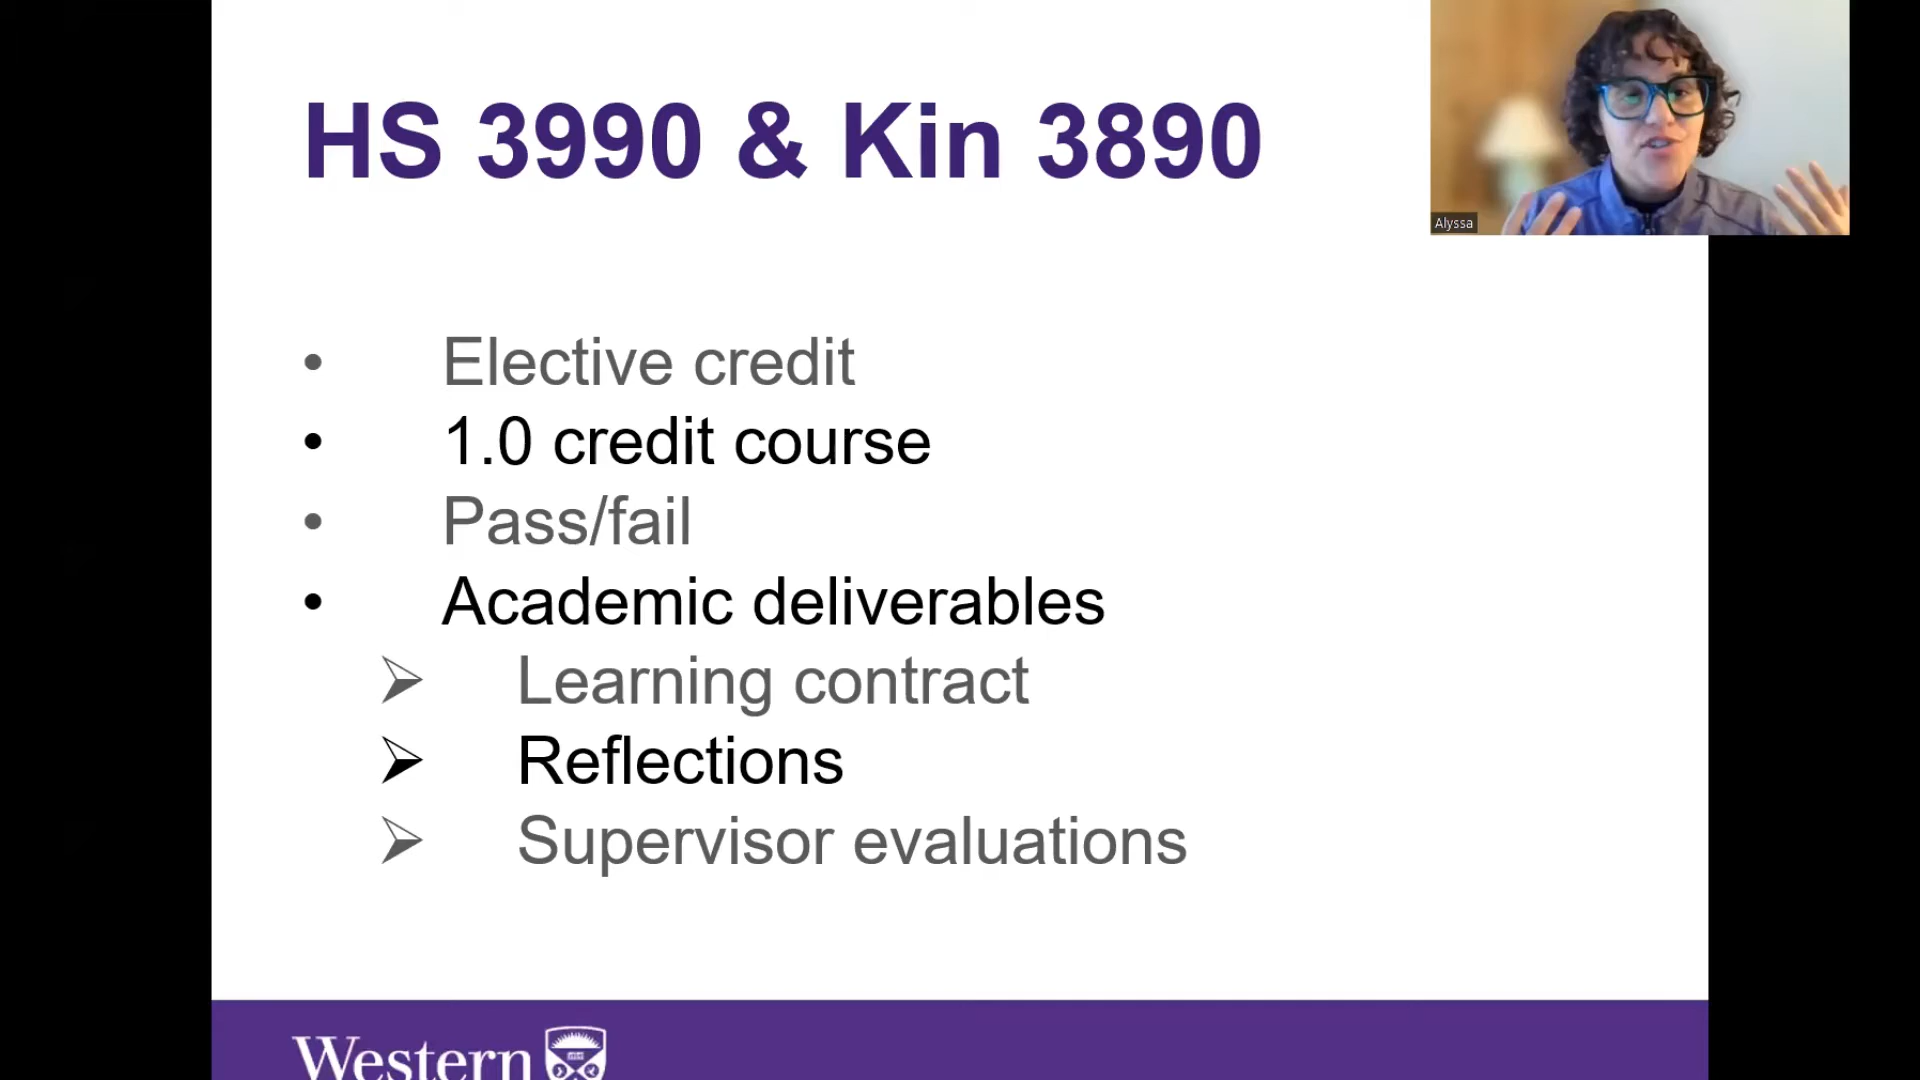 HS 3990 & Kin 3890
Alyssa
• Elective credit
• 1.0 credit course
• Pass/fail
• Academic deliverables
➢ Learning contract
➢ Reflections
➢ Supervisor evaluations
Western